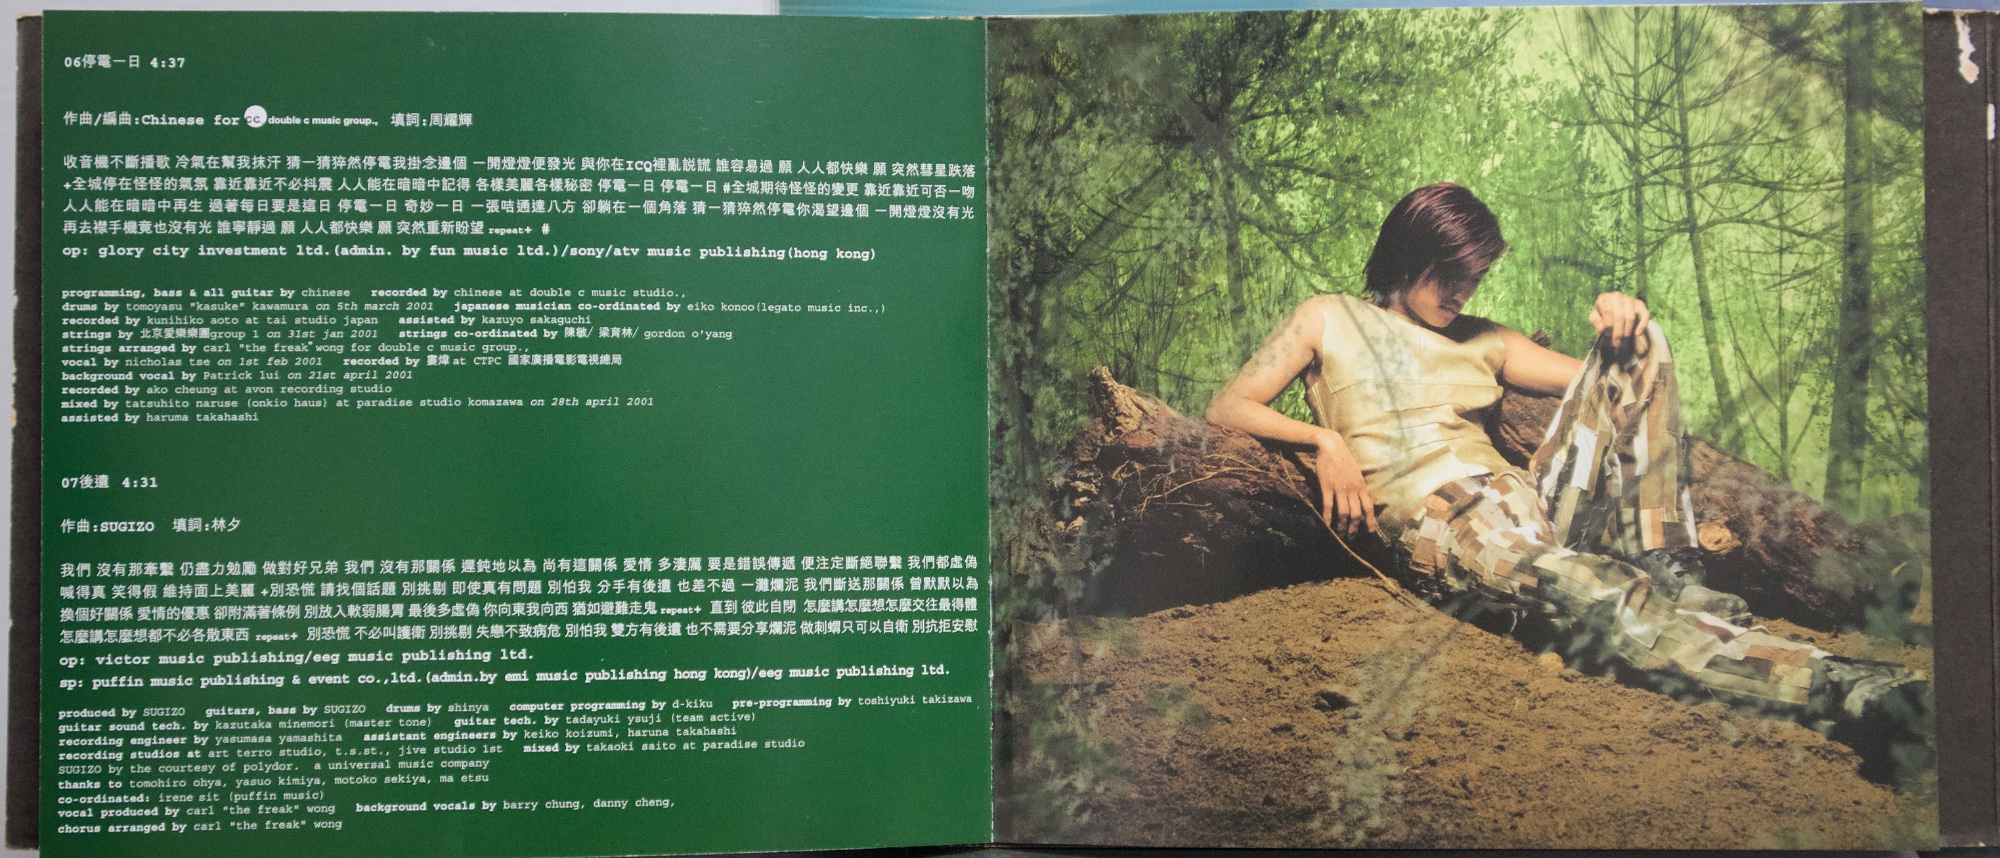 06停電一日 4:37
作曲/編曲:Chinese for cc. double c music group., 填詞:周耀輝
收音機不斷播歌 冷氣在幫我抹汗 猜一猜猝然停電我掛念邊個 一開燈燈便發光 與你在ICQ裡亂説謊 誰容易過 願 人人都快樂 願 突然彗星跌落
+全城停在怪怪的氣氛 靠近靠近不必抖震 人人能在暗暗中記得 各樣美麗各樣秘密 停電一日 停電一日 #全城期待怪怪的變更 靠近靠近可否一吻
人人能在暗暗中再生 過著每日要是這日 停電一日 奇妙一日 一張咭通達八方 卻躺在一個角落 猜一猜猝然停電你渴望邊個 一開燈燈沒有光
再去襟手機竟也沒有光 誰寧靜過 願 人人都快樂 願 突然重新盼望 repeat+ #
op: glory city investment ltd.(admin. by fun music ltd.)/sony/atv music publishing(hong kong)
programming, bass & all guitar by chinese recorded by chinese at double c music studio.,
drums by tomoyasu "kasuke" kawamura on 5th march 2001 japanese musician co-ordinated by eiko konoo(legato music inc.,)
recorded by kunihiko aoto at tai studio japan assisted by kazuyo sakaguchi
strings by 北京愛樂樂團group 1 on 31st jan 2001 strings co-ordinated by 陳敏/ 梁育林/ gordon o'yang
strings arranged by carl "the freak"wong for double c music group.,
vocal by nicholas tse on 1st feb 2001 recorded by 婁煒 at CTPC 國家廣播電影電視總局
background vocal by Patrick lui on 21st april 2001
recorded by ako cheung at avon recording studio
mixed by tatsuhito naruse (onkio haus) at paradise studio komazawa on 28th april 2001
assisted by haruma takahashi
07後遺 4:31
作曲:SUGIZO 填詞:林夕
我們 沒有那牽繫 仍盡力勉勵 做對好兄弟 我們 沒有那關係 遲鈍地以為 尚有這關係 愛情 多淒厲 要是錯誤傳遞 便注定斷絕聯繫 我們都虛偽
喊得真 笑得假 維持面上美麗 +別恐慌 請找個話題 別挑剔 即使真有問題 別怕我 分手有後遺 也差不過 一灘爛泥 我們斷送那關係 曾默默以為
換個好關係 愛情的優惠 卻附滿著條例 別放入軟弱腸胃 最後多虛偽 你向東我向西 猶如避難走鬼 repeat+ 直到 彼此自閉 怎麼講怎麼想怎麼交往最得體
怎麼講怎麼想都不必各散東西 repeat+ 別恐慌 不必叫護衛 別挑剔 失戀不致病危 別怕我 雙方有後遺 也不需要分享爛泥 做刺蝟只可以自衛 別抗拒安慰
op: victor music publishing/eeg music publishing ltd.
sp: puffin music publishing & event co.,ltd.(admin.by emi music publishing hong kong)/eeg music publishing ltd.
produced by SUGIZO guitars, bass by SUGIZO drums by shinya computer programming by d-kiku pre-programming by toshiyuki takizawa
guitar sound tech. by kazutaka minemori (master tone) guitar tech. by tadayuki ysuji (team active)
recording engineer by yasumasa yamashita assistant engineers by keiko koizumi, haruna takahashi
recording studios at art terro studio, t.s.st., jive studio 1st mixed by takaoki saito at paradise studio
SUGIZO by the courtesy of polydor. a universal music company
thanks to tomohiro ohya, yasuo kimiya, motoko sekiya, ma etsu
co-ordinated: irene sit (puffin music)
vocal produced by carl "the freak" wong background vocals by barry chung, danny cheng,
chorus arranged by carl "the freak" wong